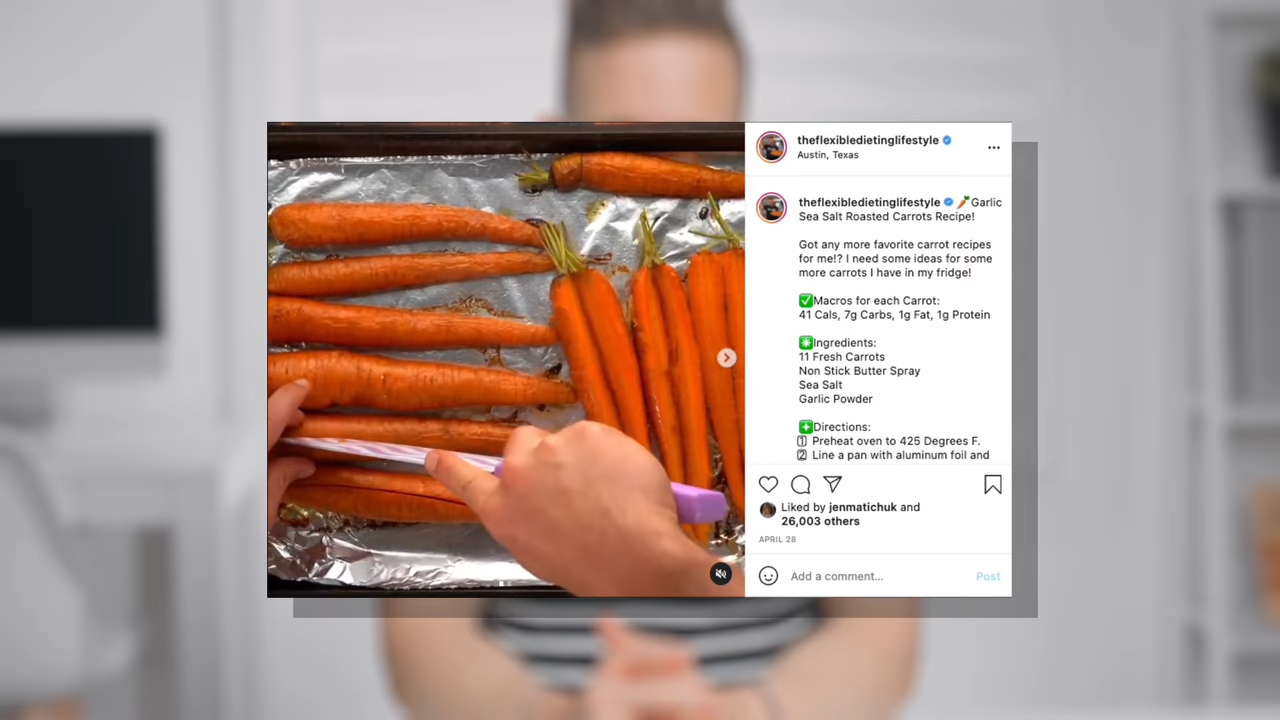 theflexibledietinglifestyle
Austin, Texas
theflexibledietinglifestyle 🥕Garlic
Sea Salt Roasted Carrots Recipe!
Got any more favorite carrot recipes
for me!? I need some ideas for some
more carrots I have in my fridge!
✅Macros for each Carrot:
41 Cals, 7g Carbs, 1g Fat, 1g Protein
✳️Ingredients:
11 Fresh Carrots
Non Stick Butter Spray
Sea Salt
Garlic Powder
Directions:
1 Preheat oven to 425 Degrees F.
2 Line a pan with aluminum foil and
Liked by jenmatichuk and
26,003 others
APRIL 28
Add a comment... Post